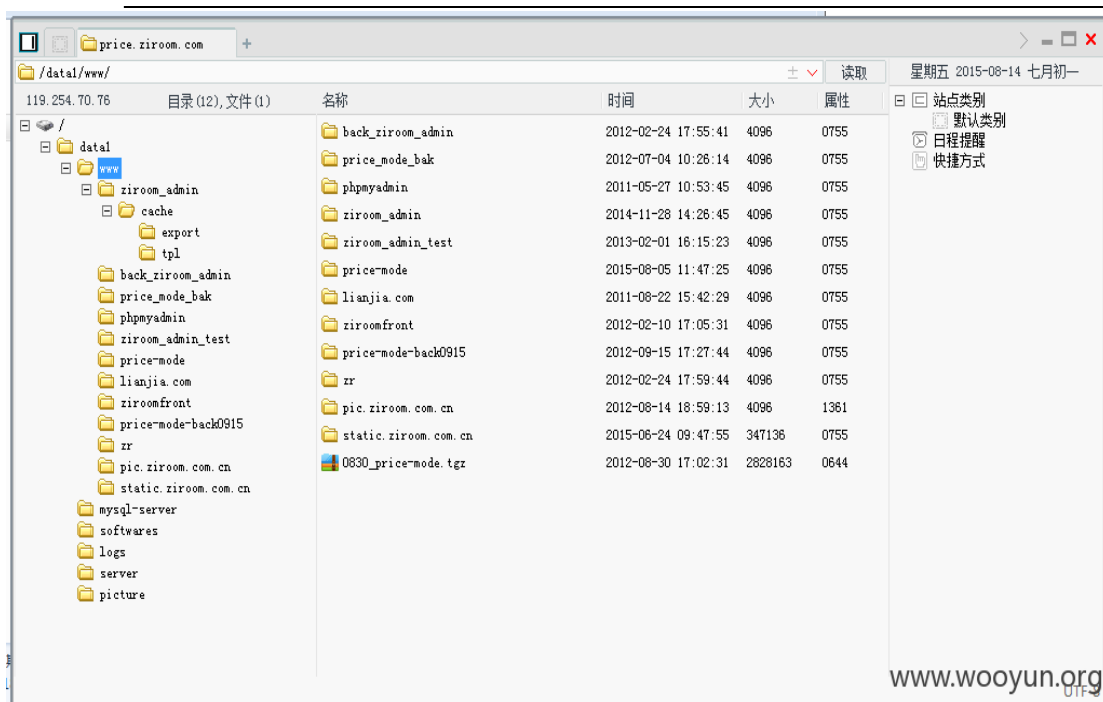 price.ziroom.com +
/data1/www/ 读取 星期五 2015-08-14 七月初一
119.254.70.76 目录(12),文件(1) 名称 时间 大小 属性
/
data1
www
ziroom_admin
cache
export
tpl
back_ziroom_admin
price_mode_bak
phpmyadmin
ziroom_admin_test
price-mode
lianjia.com
ziroomfront
price-mode-back0915
zr
pic.ziroom.com.cn
static.ziroom.com.cn
mysql-server
softwares
logs
server
picture
back_ziroom_admin 2012-02-24 17:55:41 4096 0755
price_mode_bak 2012-07-04 10:26:14 4096 0755
phpmyadmin 2011-05-27 10:53:45 4096 0755
ziroom_admin 2014-11-28 14:26:45 4096 0755
ziroom_admin_test 2013-02-01 16:15:23 4096 0755
price-mode 2015-08-05 11:47:25 4096 0755
lianjia.com 2011-08-22 15:42:29 4096 0755
ziroomfront 2012-02-10 17:05:31 4096 0755
price-mode-back0915 2012-09-15 17:27:44 4096 0755
zr 2012-02-24 17:59:44 4096 0755
pic.ziroom.com.cn 2012-08-14 18:59:13 4096 1361
static.ziroom.com.cn 2015-06-24 09:47:55 347136 0755
0830_price-mode.tgz 2012-08-30 17:02:31 2828163 0644
站点类别
默认类别
日程提醒
快捷方式
www.wooyun.org
UTF-8